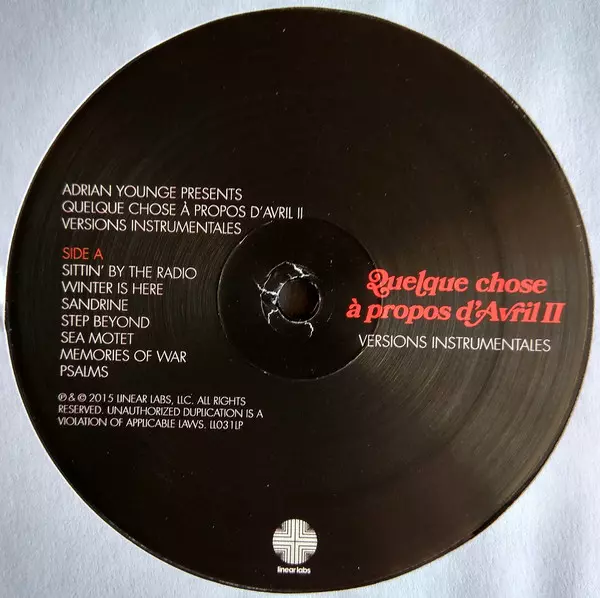 ADRIAN YOUNGE PRESENTS
QUELQUE CHOSE À PROPOS D'AVRIL II
VERSIONS INSTRUMENTALES
SIDE A
SITTIN' BY THE RADIO
WINTER IS HERE
SANDRINE
STEP BEYOND
SEA MOTET
MEMORIES OF WAR
PSALMS
℗ & © 2015 LINEAR LABS, LLC. ALL RIGHTS
RESERVED. UNAUTHORIZED DUPLICATION IS A
VIOLATION OF APPLICABLE LAWS. LL031LP
Quelque chose
à propos d'Avril II
VERSIONS INSTRUMENTALES
linear labs